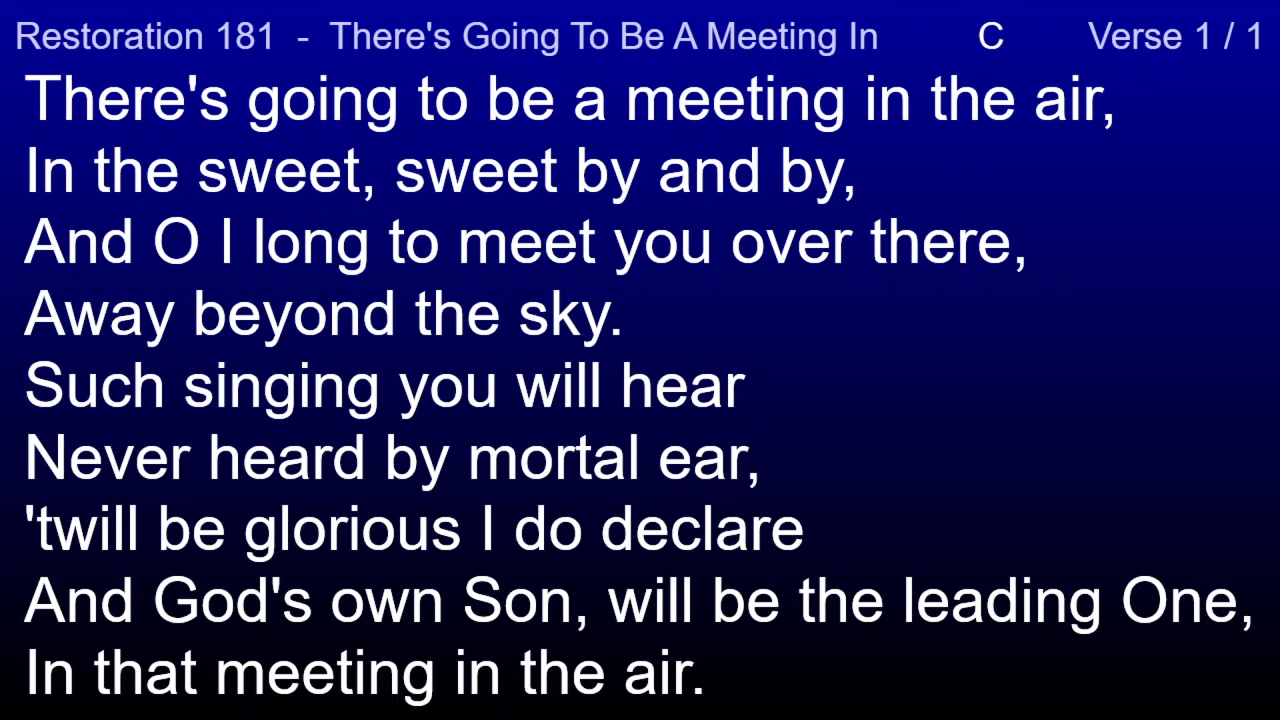 Restoration 181 - There's Going To Be A Meeting In C Verse 1 / 1
There's going to be a meeting in the air,
In the sweet, sweet by and by,
And O I long to meet you over there,
Away beyond the sky.
Such singing you will hear
Never heard by mortal ear,
'twill be glorious I do declare
And God's own Son, will be the leading One,
In that meeting in the air.